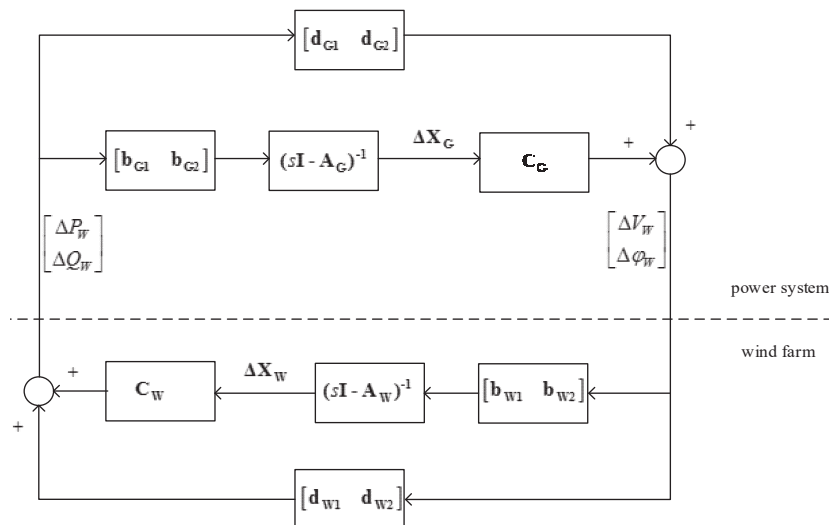 [d_G1 d_G2]
+
[b_G1 b_G2]
(sI - A_G)^-1
ΔX_G
C_G
+
[ΔP_W
ΔQ_W]
[ΔV_W
Δφ_W]
power system
wind farm
+
C_W
ΔX_W
(sI - A_W)^-1
[b_W1 b_W2]
+
[d_W1 d_W2]